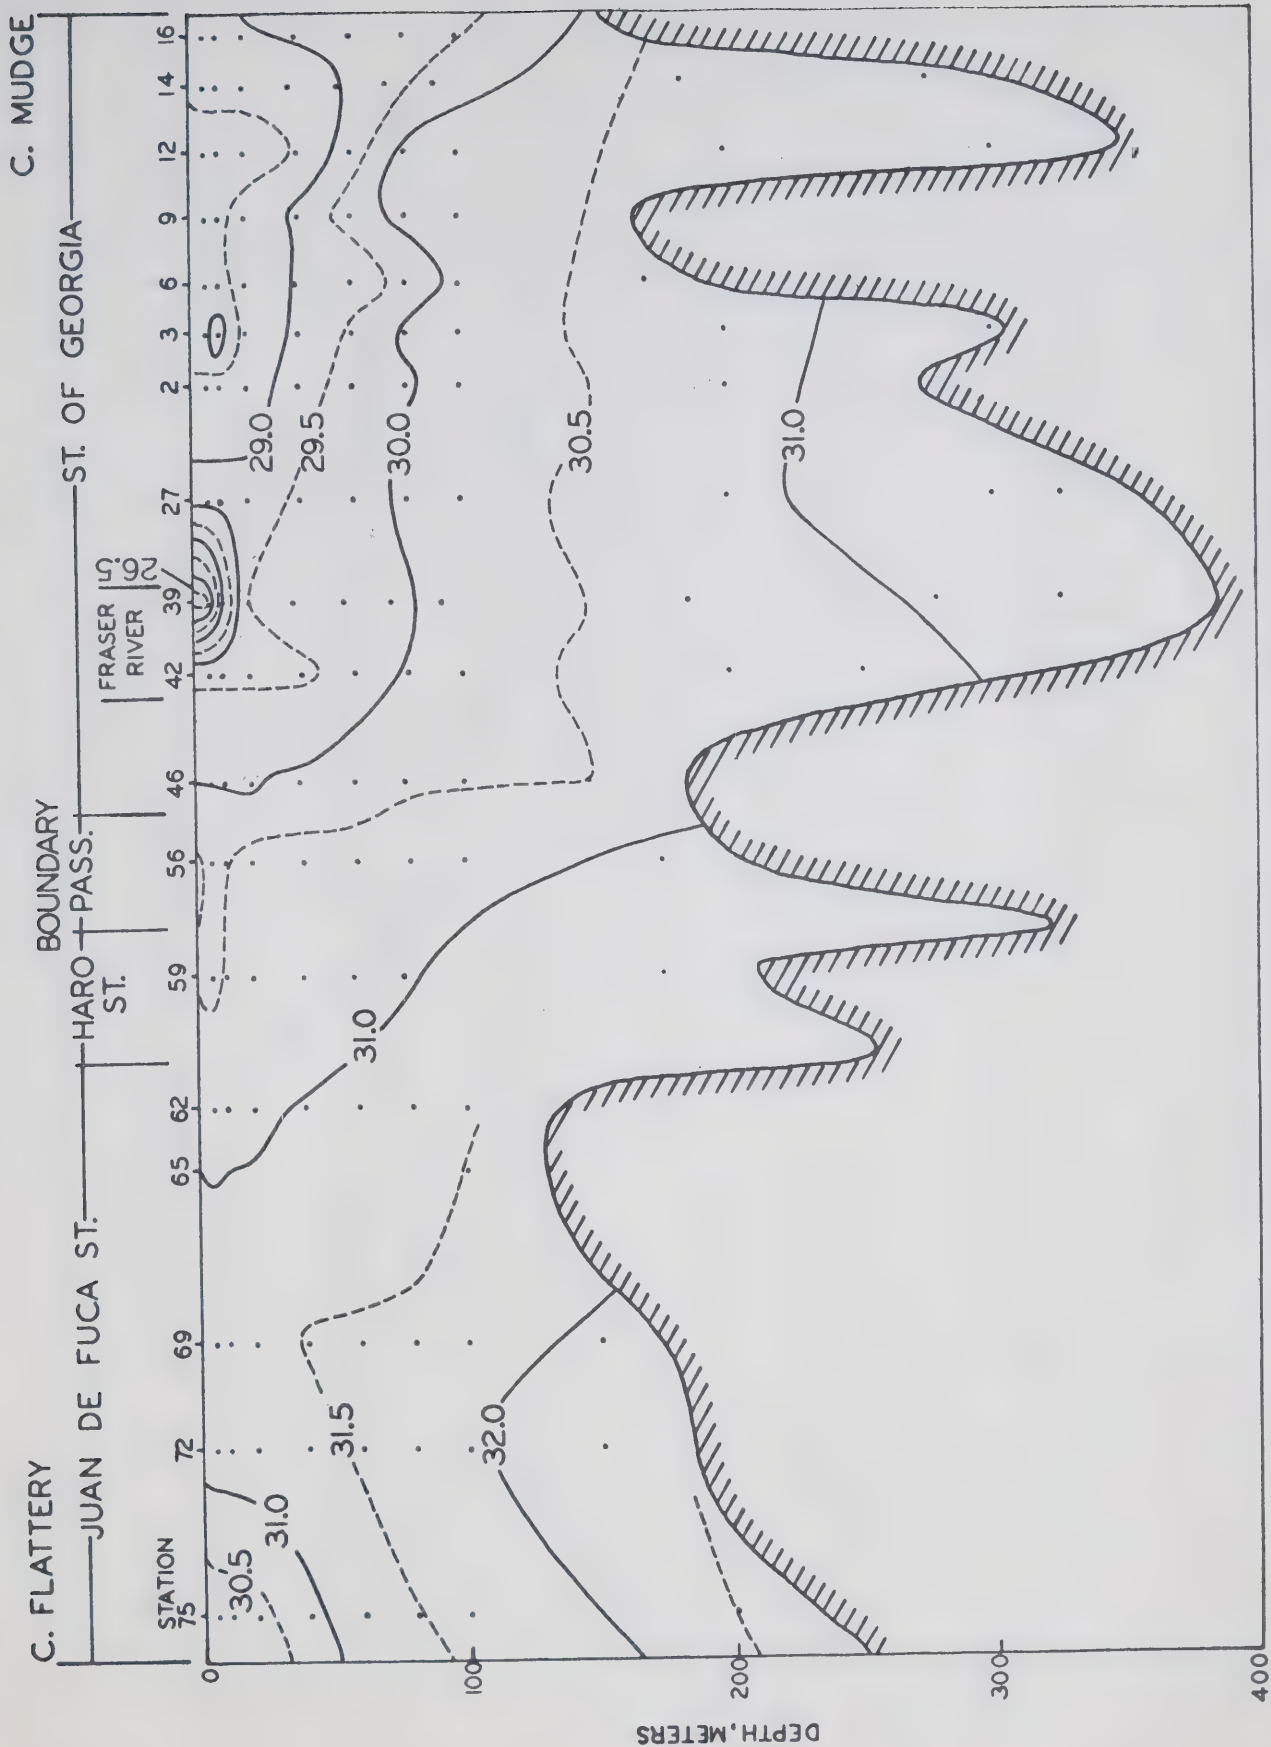 C. FLATTERY
C. MUDGE
BOUNDARY
JUAN DE FUCA ST.
HARO
PASS.
ST. OF GEORGIA
ST.
FRASER
RIVER
26.5
STATION
75
72
69
65
62
59
56
46
42
39
27
2
3
6
9
12
14
16
0
100
200
300
400
DEPTH, METERS
30.5
31.0
31.5
32.0
31.0
29.0
29.5
30.0
30.5
31.0